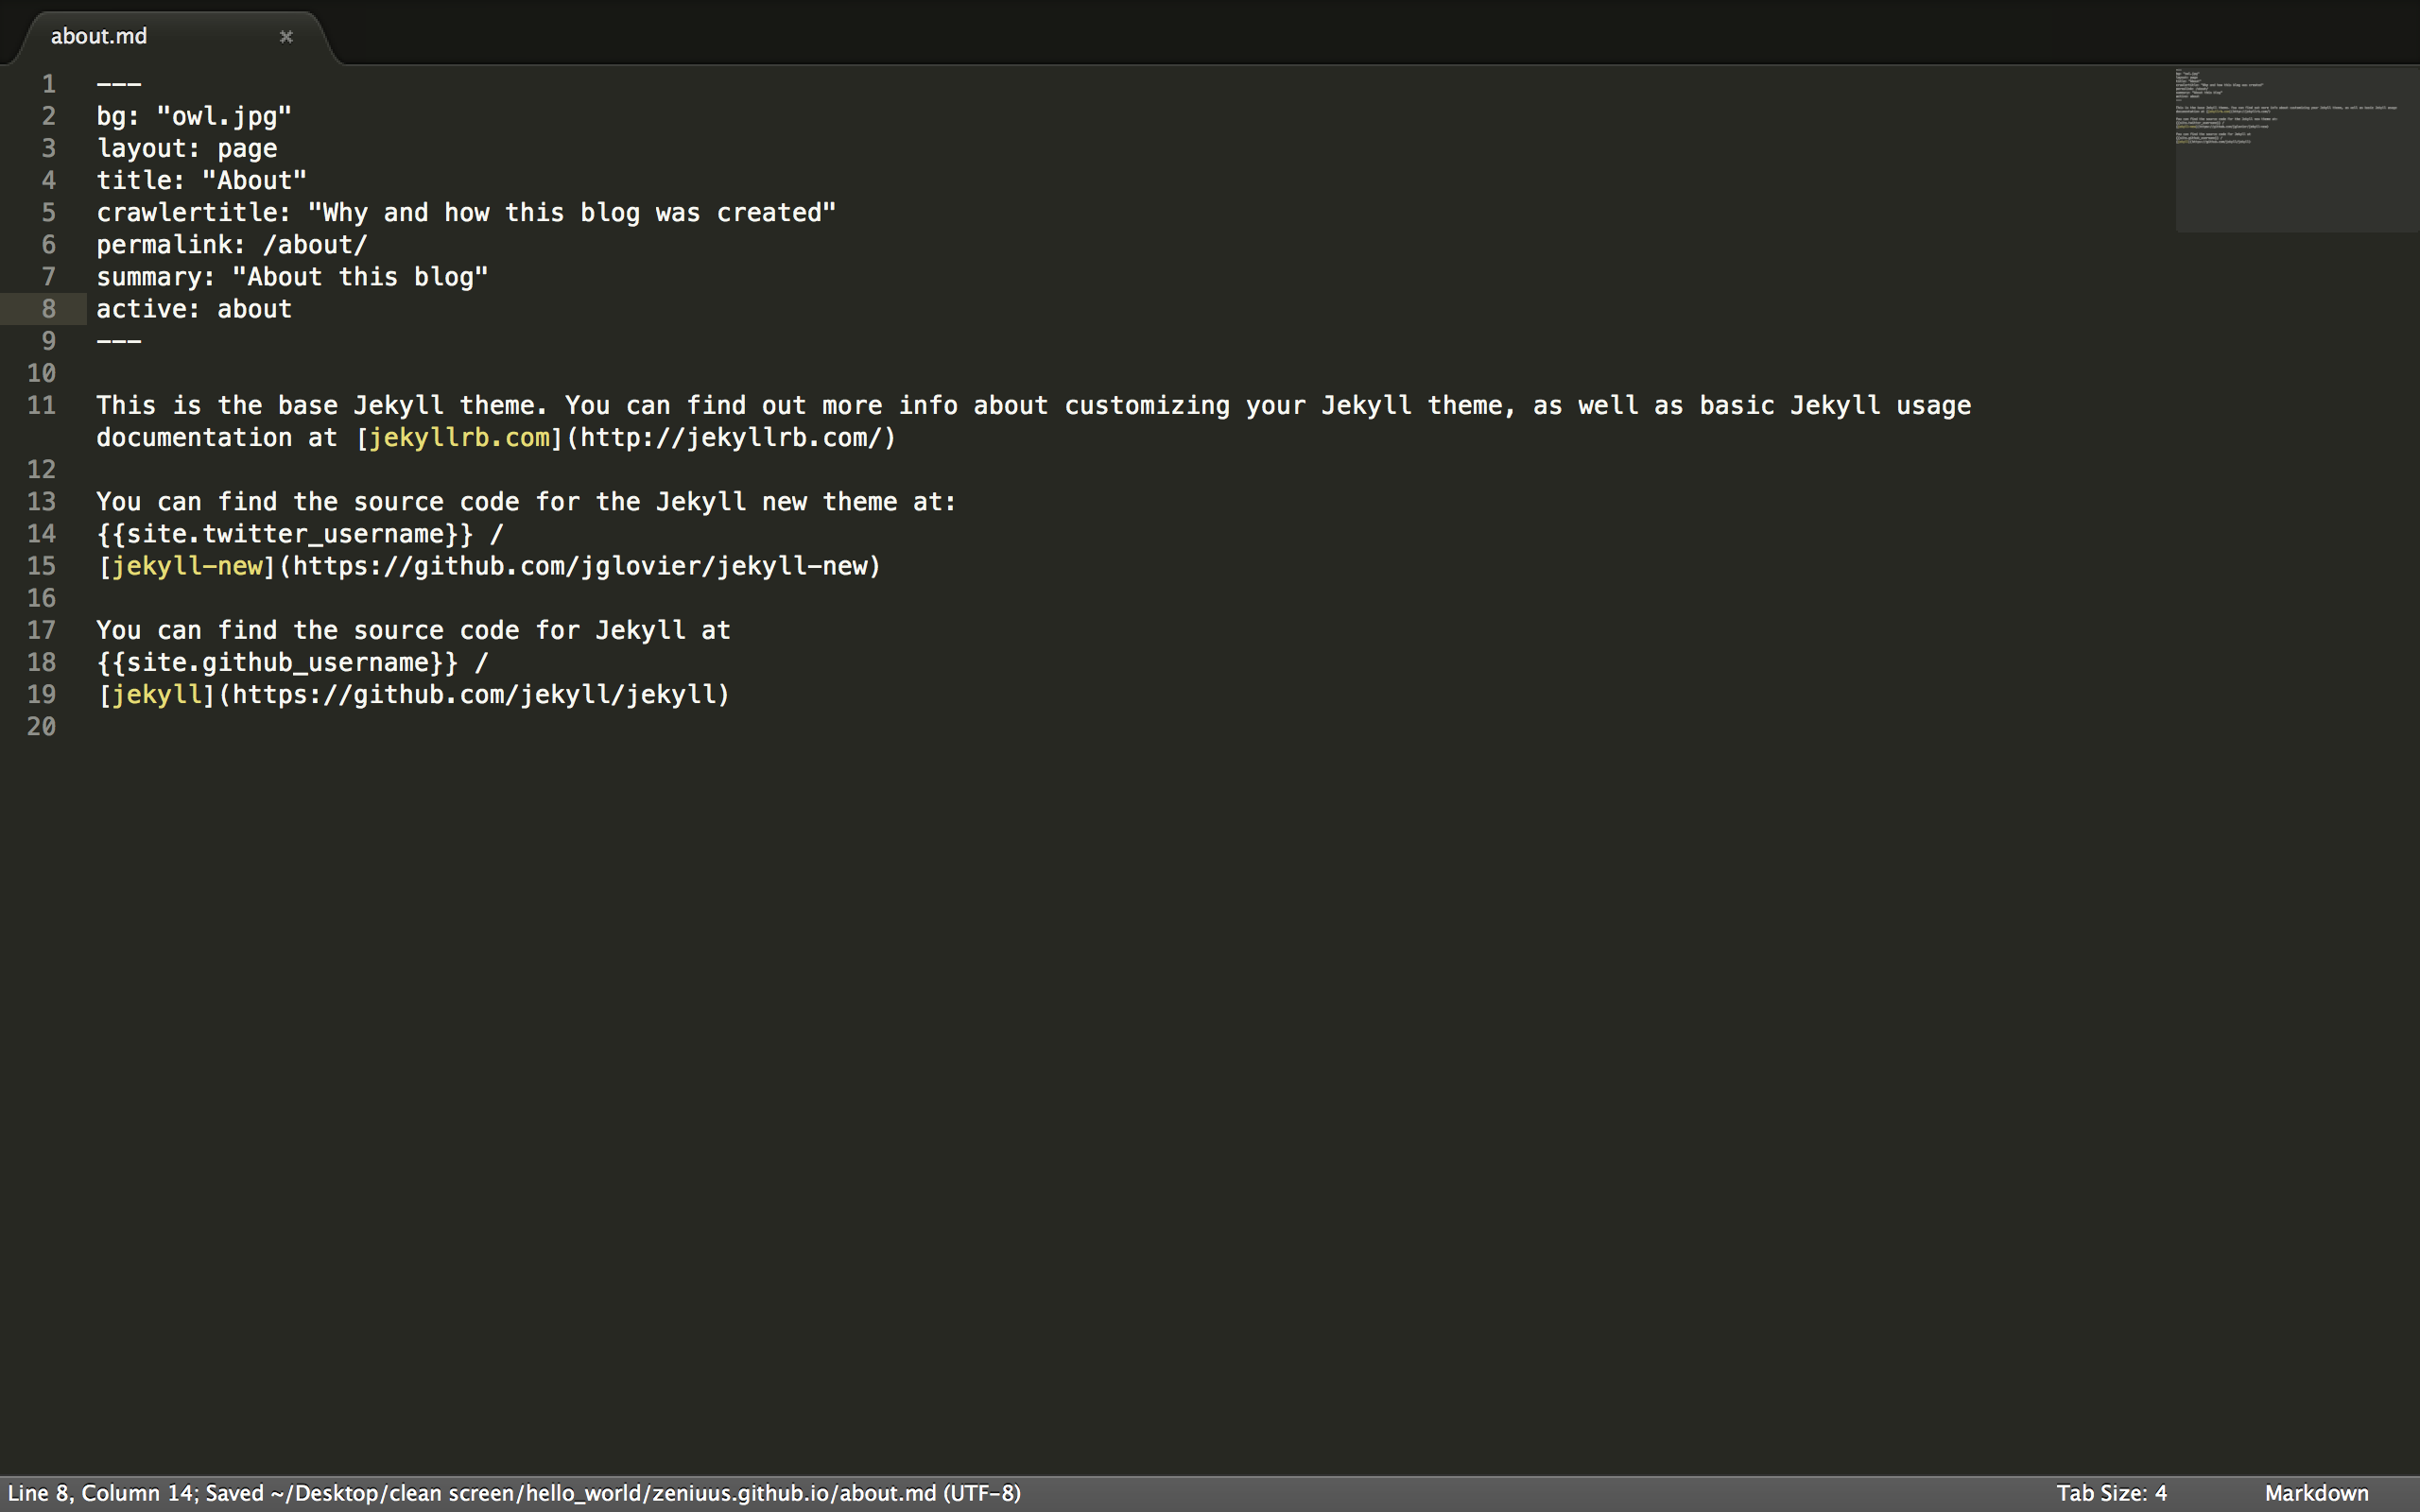 about.md
1 ---
2 bg: "owl.jpg"
3 layout: page
4 title: "About"
5 crawlertitle: "Why and how this blog was created"
6 permalink: /about/
7 summary: "About this blog"
8 active: about
9 ---
10
11 This is the base Jekyll theme. You can find out more info about customizing your Jekyll theme, as well as basic Jekyll usage
documentation at [jekyllrb.com](http://jekyllrb.com/)
12
13 You can find the source code for the Jekyll new theme at:
14 {{site.twitter_username}} /
15 [jekyll-new](https://github.com/jglovier/jekyll-new)
16
17 You can find the source code for Jekyll at
18 {{site.github_username}} /
19 [jekyll](https://github.com/jekyll/jekyll)
20
Line 8, Column 14; Saved ~/Desktop/clean screen/hello_world/zeniuus.github.io/about.md (UTF-8)
Tab Size: 4
Markdown